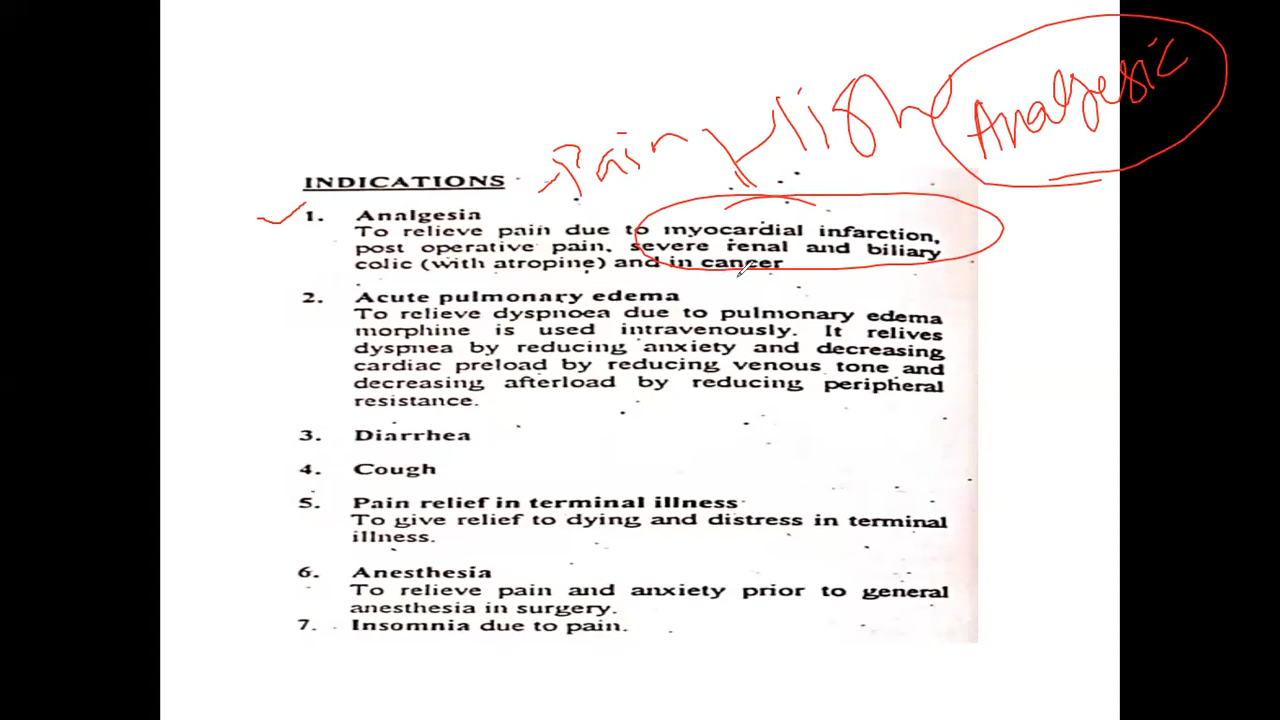 Pain High Analgesic
INDICATIONS
1. Analgesia
To relieve pain due to myocardial infarction,
post operative pain, severe renal and biliary
colic (with atropine) and in cancer
2. Acute pulmonary edema
To relieve dyspnoea due to pulmonary edema
morphine is used intravenously. It relives
dyspnea by reducing anxiety and decreasing
cardiac preload by reducing venous tone and
decreasing afterload by reducing peripheral
resistance.
3. Diarrhea
4. Cough
5. Pain relief in terminal illness
To give relief to dying and distress in terminal
illness.
6. Anesthesia
To relieve pain and anxiety prior to general
anesthesia in surgery.
7. Insomnia due to pain.